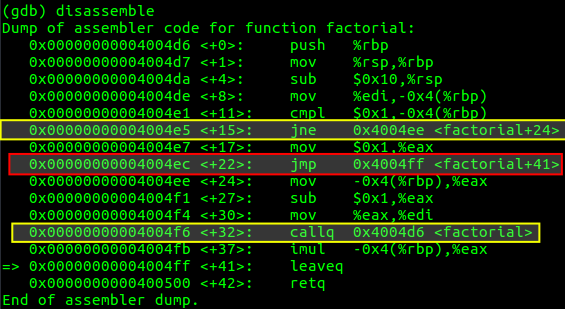 (gdb) disassemble
Dump of assembler code for function factorial:
   0x00000000004004d6 <+0>:	push   %rbp
   0x00000000004004d7 <+1>:	mov    %rsp,%rbp
   0x00000000004004da <+4>:	sub    $0x10,%rsp
   0x00000000004004de <+8>:	mov    %edi,-0x4(%rbp)
   0x00000000004004e1 <+11>:	cmpl   $0x1,-0x4(%rbp)
   0x00000000004004e5 <+15>:	jne    0x4004ee <factorial+24>
   0x00000000004004e7 <+17>:	mov    $0x1,%eax
   0x00000000004004ec <+22>:	jmp    0x4004ff <factorial+41>
   0x00000000004004ee <+24>:	mov    -0x4(%rbp),%eax
   0x00000000004004f1 <+27>:	sub    $0x1,%eax
   0x00000000004004f4 <+30>:	mov    %eax,%edi
   0x00000000004004f6 <+32>:	callq  0x4004d6 <factorial>
   0x00000000004004fb <+37>:	imul   -0x4(%rbp),%eax
=> 0x00000000004004ff <+41>:	leaveq
   0x0000000000400500 <+42>:	retq
End of assembler dump.